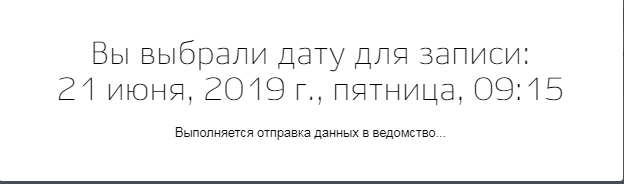 Вы выбрали дату для записи:
21 июня, 2019 г., пятница, 09:15
Выполняется отправка данных в ведомство...